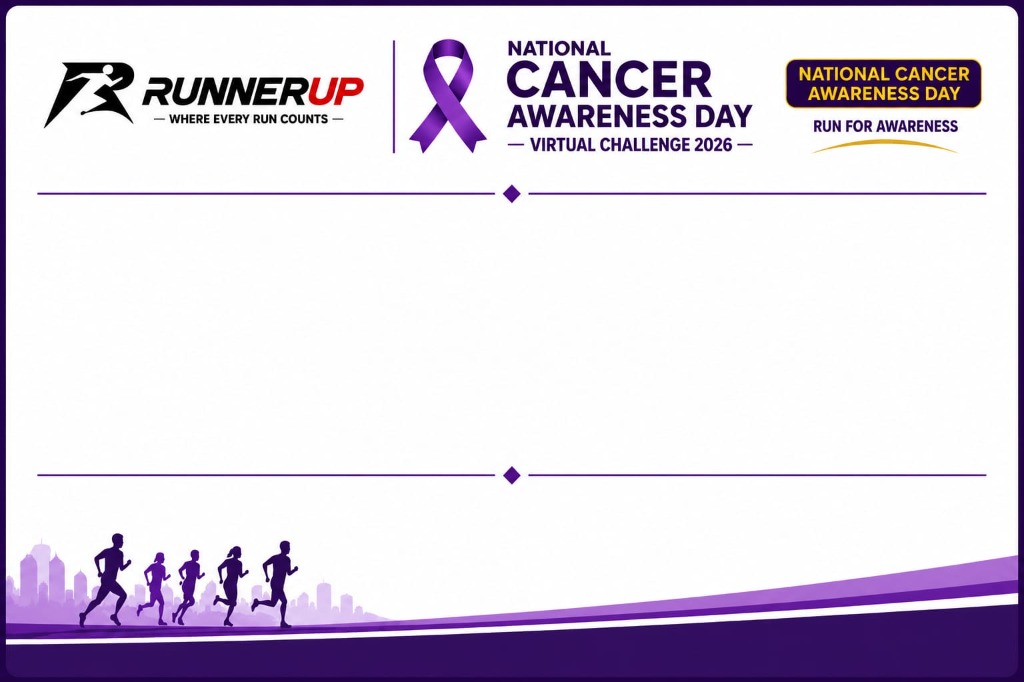 RUNNERUP
— WHERE EVERY RUN COUNTS —
NATIONAL
CANCER
AWARENESS DAY
— VIRTUAL CHALLENGE 2026 —
NATIONAL CANCER
AWARENESS DAY
RUN FOR AWARENESS